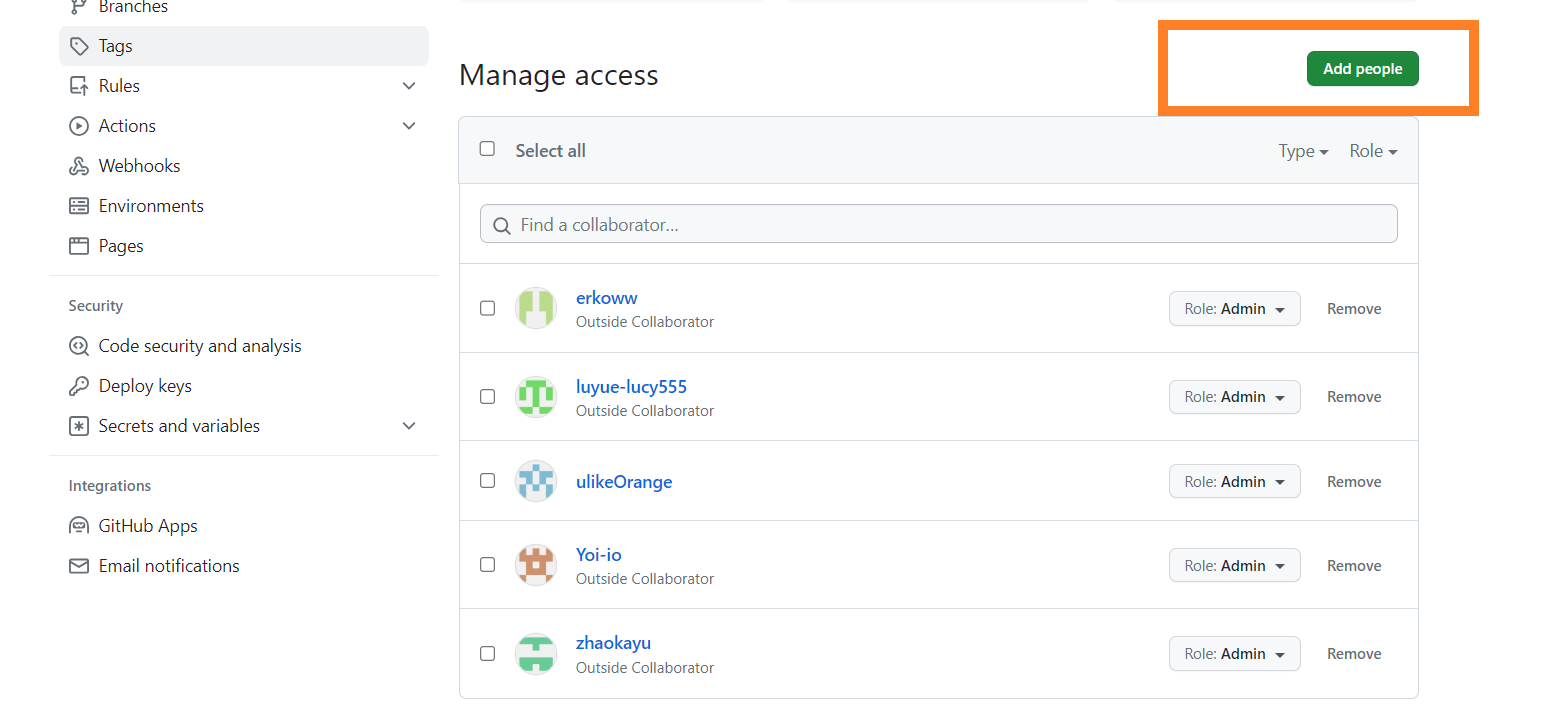 Branches
Tags
Rules
Actions
Webhooks
Environments
Pages
Security
Code security and analysis
Deploy keys
Secrets and variables
Integrations
GitHub Apps
Email notifications
Manage access
Add people
Select all
Type
Role
Find a collaborator...
erkoww
Outside Collaborator
Role: Admin
Remove
luyue-lucy555
Outside Collaborator
Role: Admin
Remove
ulikeOrange
Role: Admin
Remove
Yoi-io
Outside Collaborator
Role: Admin
Remove
zhaokayu
Outside Collaborator
Role: Admin
Remove